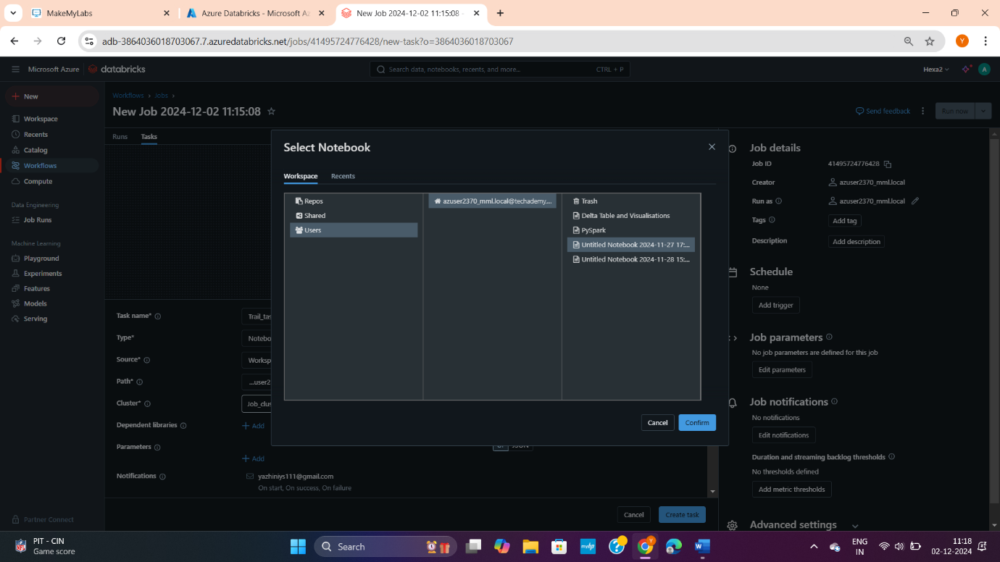 MakeMyLabs
Azure Databricks - Microsoft Az
New Job 2024-12-02 11:15:08 -
adb-3864036018703067.7.azuredatabricks.net/jobs/41495724776428/new-task?o=3864036018703067
Y
Microsoft Azure
databricks
Search data, notebooks, recents, and more...
CTRL + P
Hexa2
A
New
Workspace
Recents
Catalog
Workflows
Compute
Data Engineering
Job Runs
Machine Learning
Playground
Experiments
Features
Models
Serving
Partner Connect
Workflows › Jobs ›
New Job 2024-12-02 11:15:08
Send feedback
Run now
Runs
Tasks
Select Notebook
Workspace
Recents
Repos
Shared
Users
azuser2370_mml.local@techademy....
Trash
Delta Table and Visualisations
PySpark
Untitled Notebook 2024-11-27 17:...
Untitled Notebook 2024-11-28 15:...
Cancel
Confirm
Task name*
Trail_tas
Type*
Notebo
Source*
Worksp
Path*
...user2
Cluster*
Job_clus
Dependent libraries
+ Add
Parameters
UI
JSON
+ Add
Notifications
yazhiniys111@gmail.com
On start, On success, On failure
Cancel
Create task
Job details
Job ID
41495724776428
Creator
azuser2370_mml.local
Run as
azuser2370_mml.local
Tags
Add tag
Description
Add description
Schedule
None
Add trigger
Job parameters
No job parameters are defined for this job
Edit parameters
Job notifications
No notifications
Edit notifications
Duration and streaming backlog thresholds
No thresholds defined
Add metric thresholds
Advanced settings
PIT - CIN
Game score
Search
ENG
IN
11:18
02-12-2024